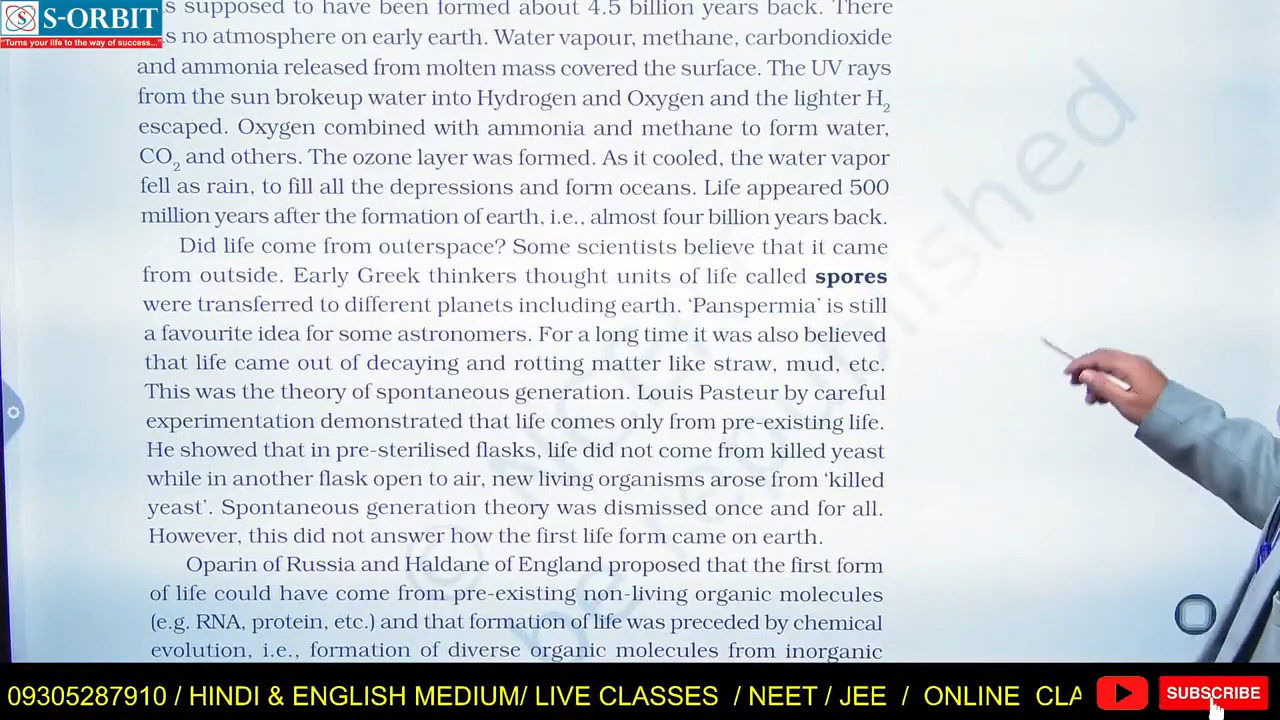 S-ORBIT
"Turns your life to the way of success..."
s supposed to have been formed about 4.5 billion years back. There
s no atmosphere on early earth. Water vapour, methane, carbondioxide
and ammonia released from molten mass covered the surface. The UV rays
from the sun brokeup water into Hydrogen and Oxygen and the lighter H2
escaped. Oxygen combined with ammonia and methane to form water,
CO2 and others. The ozone layer was formed. As it cooled, the water vapor
fell as rain, to fill all the depressions and form oceans. Life appeared 500
million years after the formation of earth, i.e., almost four billion years back.
Did life come from outerspace? Some scientists believe that it came
from outside. Early Greek thinkers thought units of life called spores
were transferred to different planets including earth. ‘Panspermia’ is still
a favourite idea for some astronomers. For a long time it was also believed
that life came out of decaying and rotting matter like straw, mud, etc.
This was the theory of spontaneous generation. Louis Pasteur by careful
experimentation demonstrated that life comes only from pre-existing life.
He showed that in pre-sterilised flasks, life did not come from killed yeast
while in another flask open to air, new living organisms arose from ‘killed
yeast’. Spontaneous generation theory was dismissed once and for all.
However, this did not answer how the first life form came on earth.
Oparin of Russia and Haldane of England proposed that the first form
of life could have come from pre-existing non-living organic molecules
(e.g. RNA, protein, etc.) and that formation of life was preceded by chemical
evolution, i.e., formation of diverse organic molecules from inorganic
09305287910 / HINDI & ENGLISH MEDIUM/ LIVE CLASSES / NEET / JEE / ONLINE CLA
SUBSCRIBE